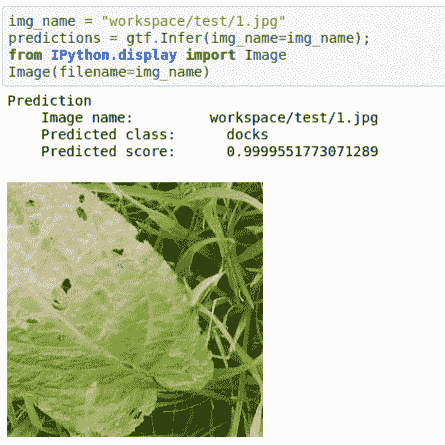 img_name = "workspace/test/1.jpg"
predictions = gtf.Infer(img_name=img_name);
from IPython.display import Image
Image(filename=img_name)
Prediction
Image name: workspace/test/1.jpg
Predicted class: docks
Predicted score: 0.9999551773071289